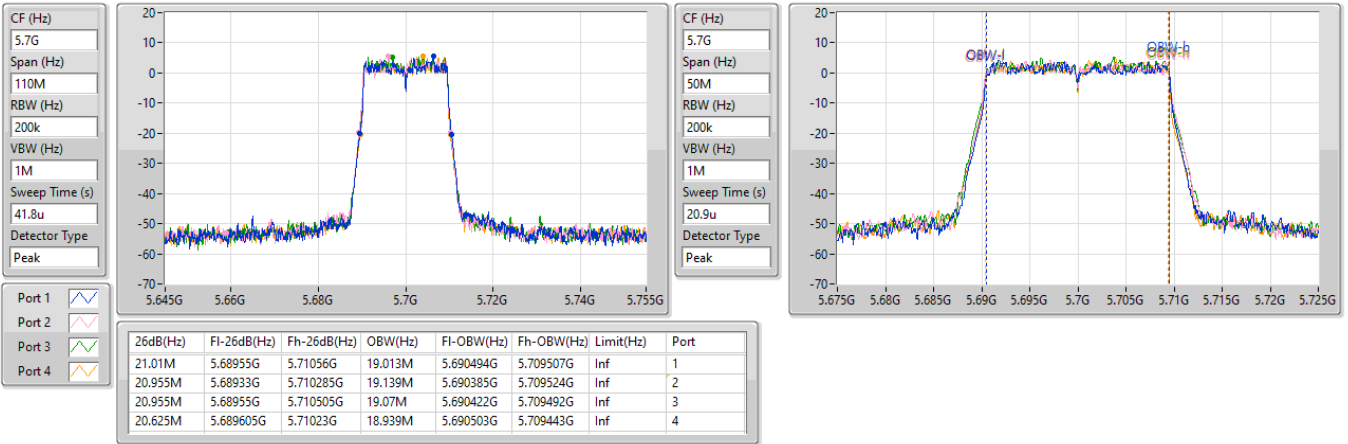 CF (Hz)
5.7G
Span (Hz)
110M
RBW (Hz)
200k
VBW (Hz)
1M
Sweep Time (s)
41.8u
Detector Type
Peak
20
10
0
-10
-20
-30
-40
-50
-60
-70
5.645G 5.66G 5.68G 5.7G 5.72G 5.74G 5.755G
CF (Hz)
5.7G
Span (Hz)
50M
RBW (Hz)
200k
VBW (Hz)
1M
Sweep Time (s)
20.9u
Detector Type
Peak
20
10
0
-10
-20
-30
-40
-50
-60
-70
OBW-l
OBW-h
5.675G 5.68G 5.685G 5.69G 5.695G 5.7G 5.705G 5.71G 5.715G 5.72G 5.725G
Port 1
Port 2
Port 3
Port 4
26dB(Hz) Fl-26dB(Hz) Fh-26dB(Hz) OBW(Hz) Fl-OBW(Hz) Fh-OBW(Hz) Limit(Hz) Port
21.01M 5.68955G 5.71056G 19.013M 5.690494G 5.709507G Inf 1
20.955M 5.68933G 5.710285G 19.139M 5.690385G 5.709524G Inf 2
20.955M 5.68955G 5.710505G 19.07M 5.690422G 5.709492G Inf 3
20.625M 5.689605G 5.71023G 18.939M 5.690503G 5.709443G Inf 4